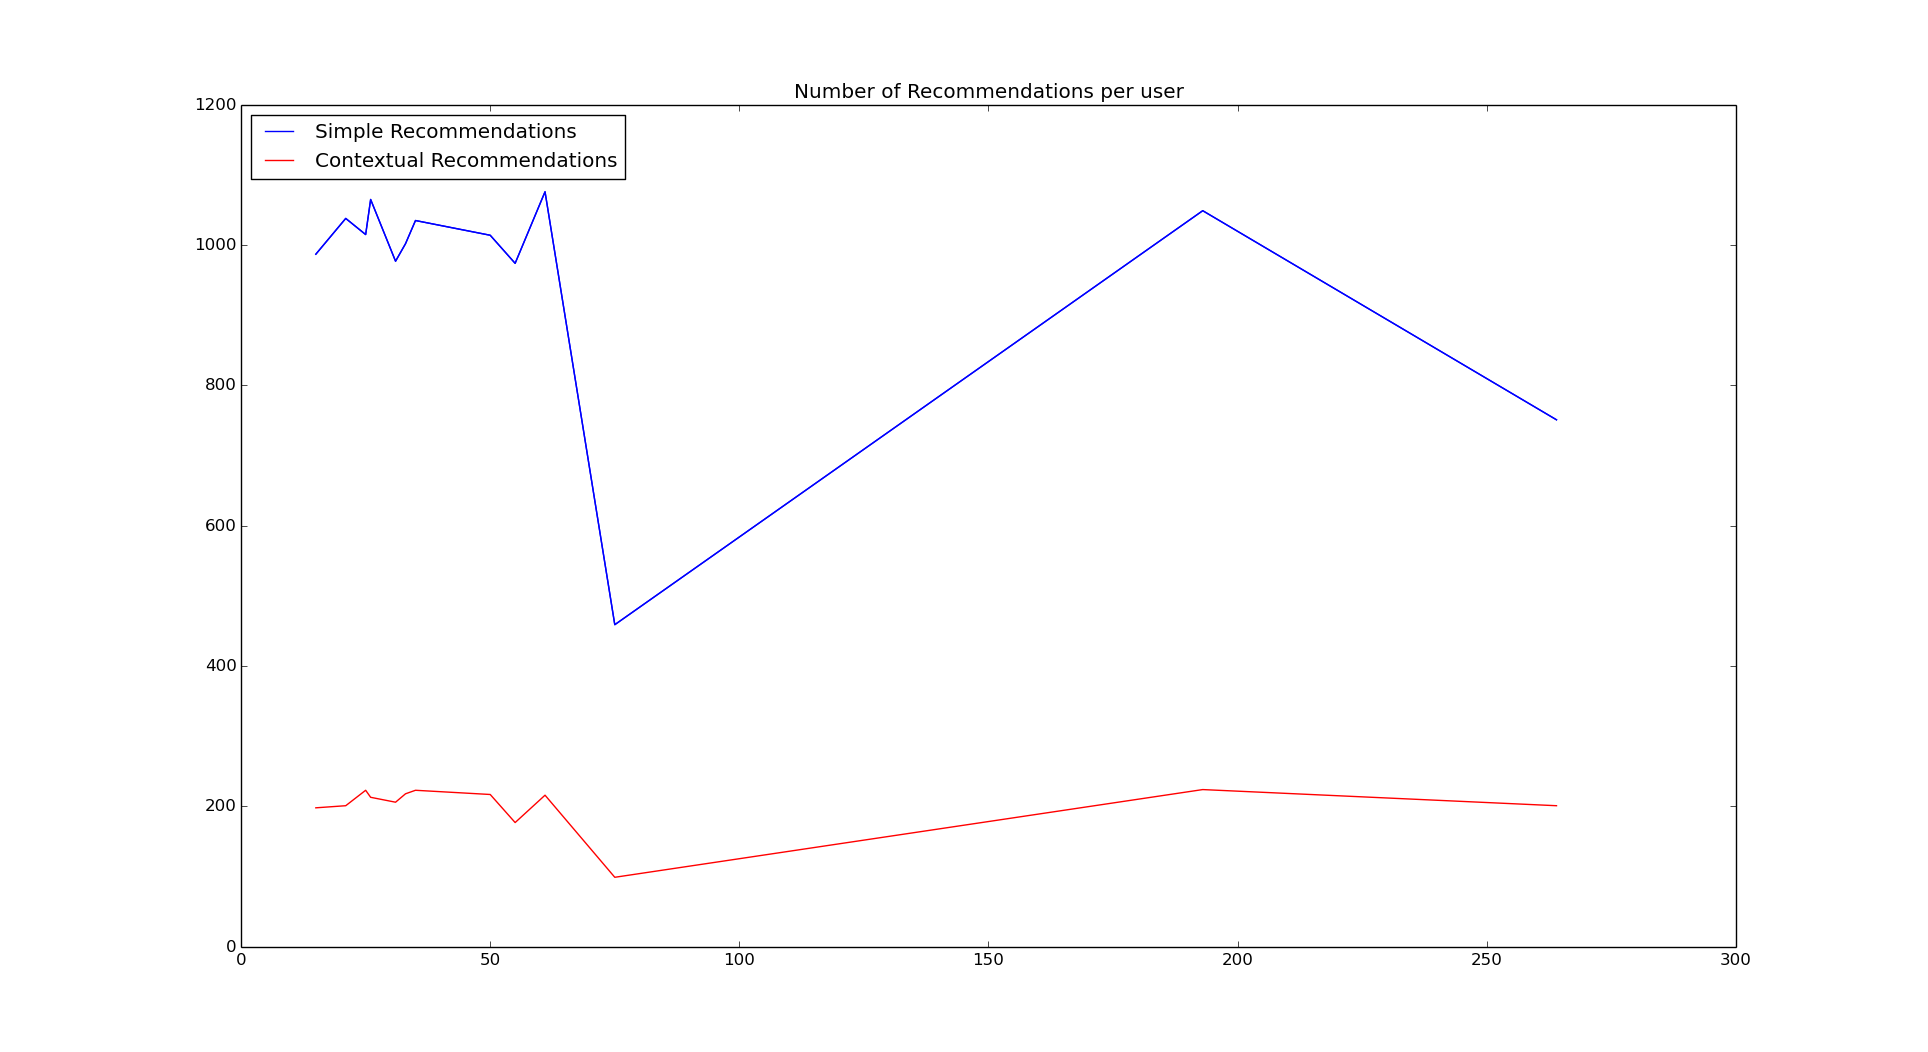 Number of Recommendations per user
Simple Recommendations
Contextual Recommendations
1200
1000
800
600
400
200
0
0 50 100 150 200 250 300